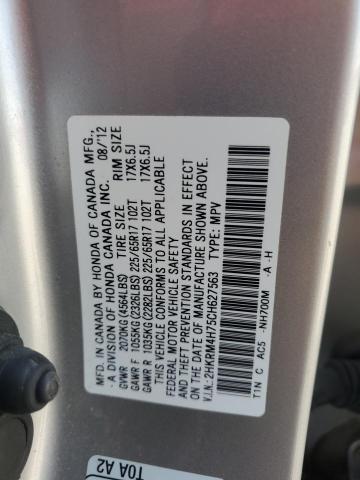 MFD. IN CANADA BY HONDA OF CANADA MFG.,
- A DIVISION OF HONDA CANADA INC. 08/'12
GVWR 2070KG (4564LBS) TIRE SIZE RIM SIZE
GAWR F 1055KG (2326LBS) 225/65R17 102T 17X6.5J
GAWR R 1035KG (2282LBS) 225/65R17 102T 17X6.5J
THIS VEHICLE CONFORMS TO ALL APPLICABLE
FEDERAL MOTOR VEHICLE SAFETY
AND THEFT PREVENTION STANDARDS IN EFFECT
ON THE DATE OF MANUFACTURE SHOWN ABOVE.
V.I.N.: 2HKRM4H75CH627563 TYPE: MPV
T1N C AC5 -NH700M -A -H
T0A A2